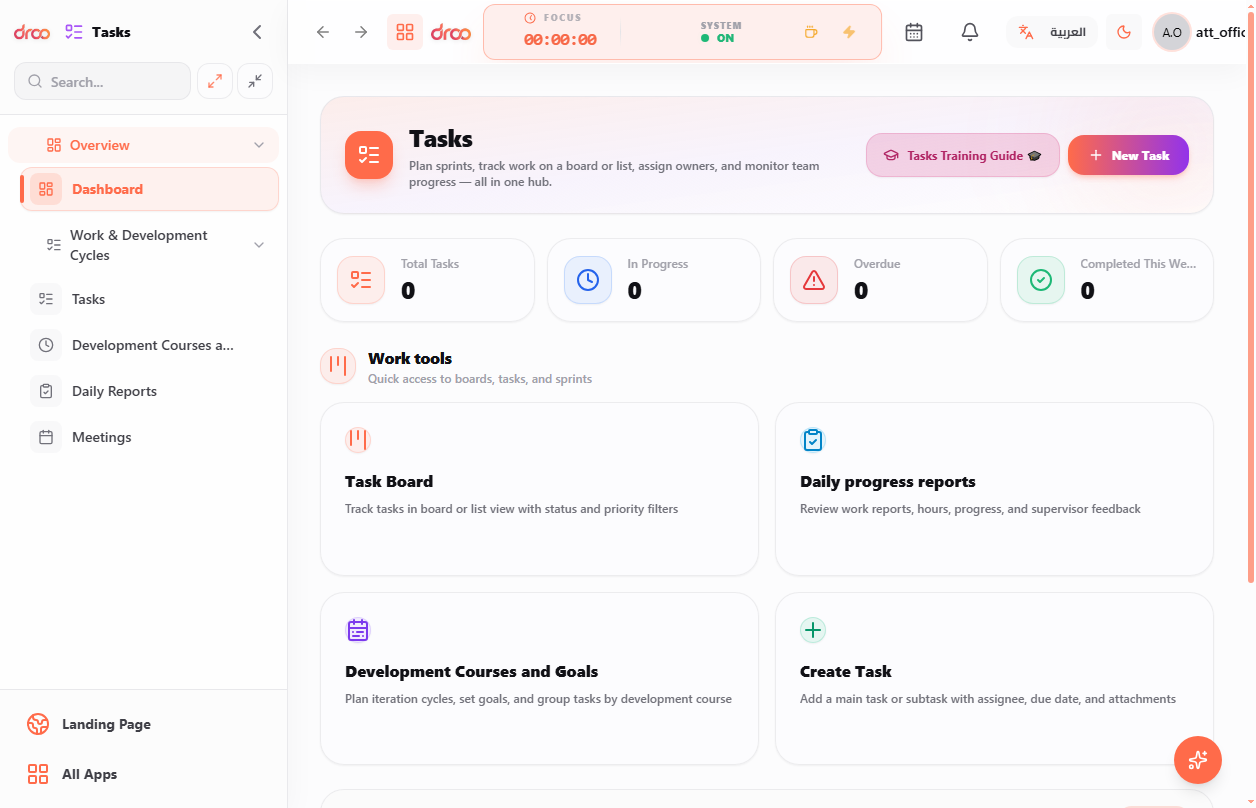 droo
Tasks
Search...
Overview
Dashboard
Work & Development
Cycles
Tasks
Development Courses a...
Daily Reports
Meetings
Landing Page
All Apps
droo
FOCUS
00:00:00
SYSTEM
ON
العربية
A.O
Tasks
Plan sprints, track work on a board or list, assign owners, and monitor team
progress — all in one hub.
Tasks Training Guide 🎓
New Task
Total Tasks
0
In Progress
0
Overdue
0
Completed This We...
0
Work tools
Quick access to boards, tasks, and sprints
Task Board
Track tasks in board or list view with status and priority filters
Daily progress reports
Review work reports, hours, progress, and supervisor feedback
Development Courses and Goals
Plan iteration cycles, set goals, and group tasks by development course
Create Task
Add a main task or subtask with assignee, due date, and attachments